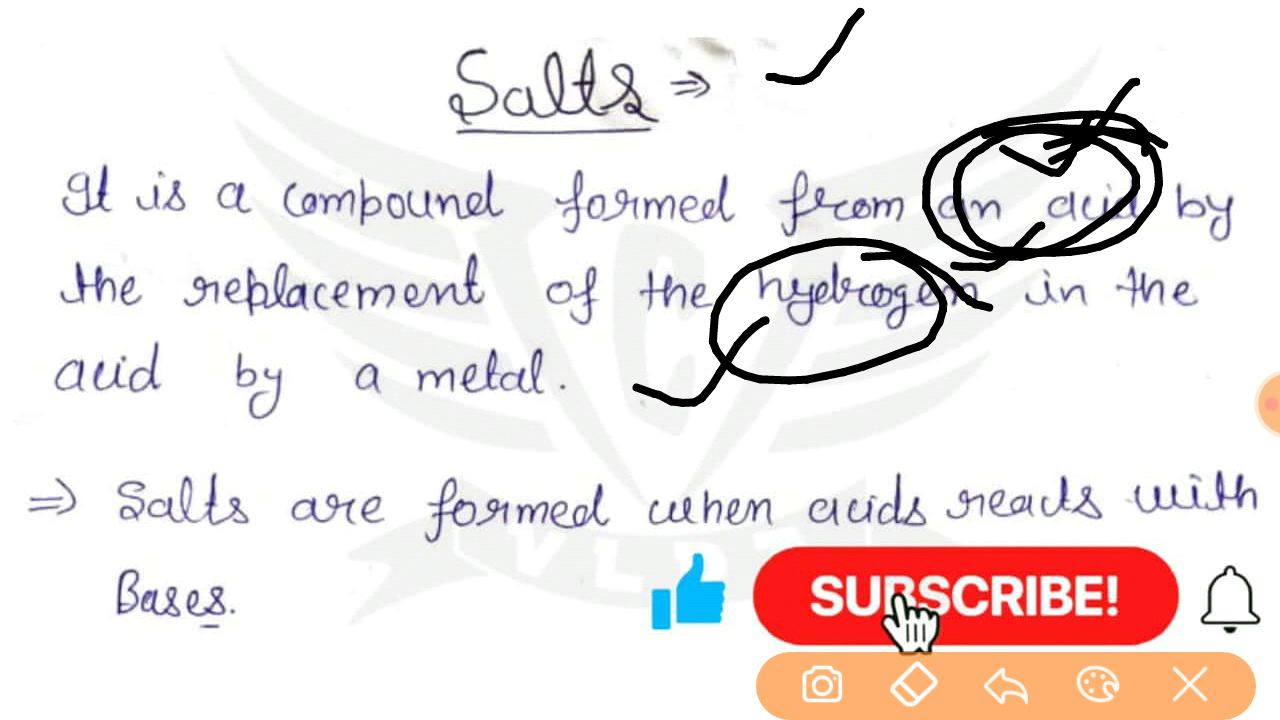 Salts ⇒
It is a compound formed from an acid by
the replacement of the hydrogen in the
acid by a metal.
⇒ Salts are formed when acids reacts with
Bases.
SUBSCRIBE!